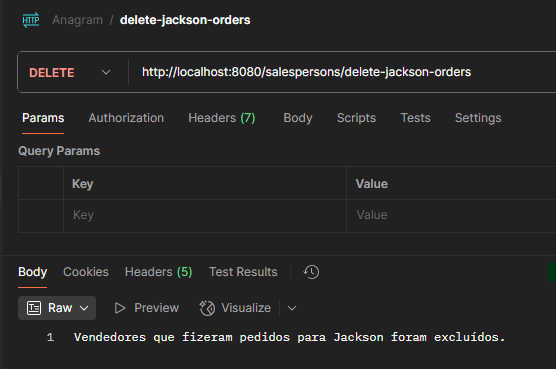 HTTP Anagram / delete-jackson-orders
DELETE http://localhost:8080/salespersons/delete-jackson-orders
Params Authorization Headers (7) Body Scripts Tests Settings
Query Params
Key Value
Key Value
Body Cookies Headers (5) Test Results
Raw Preview Visualize
1 Vendedores que fizeram pedidos para Jackson foram excluídos.